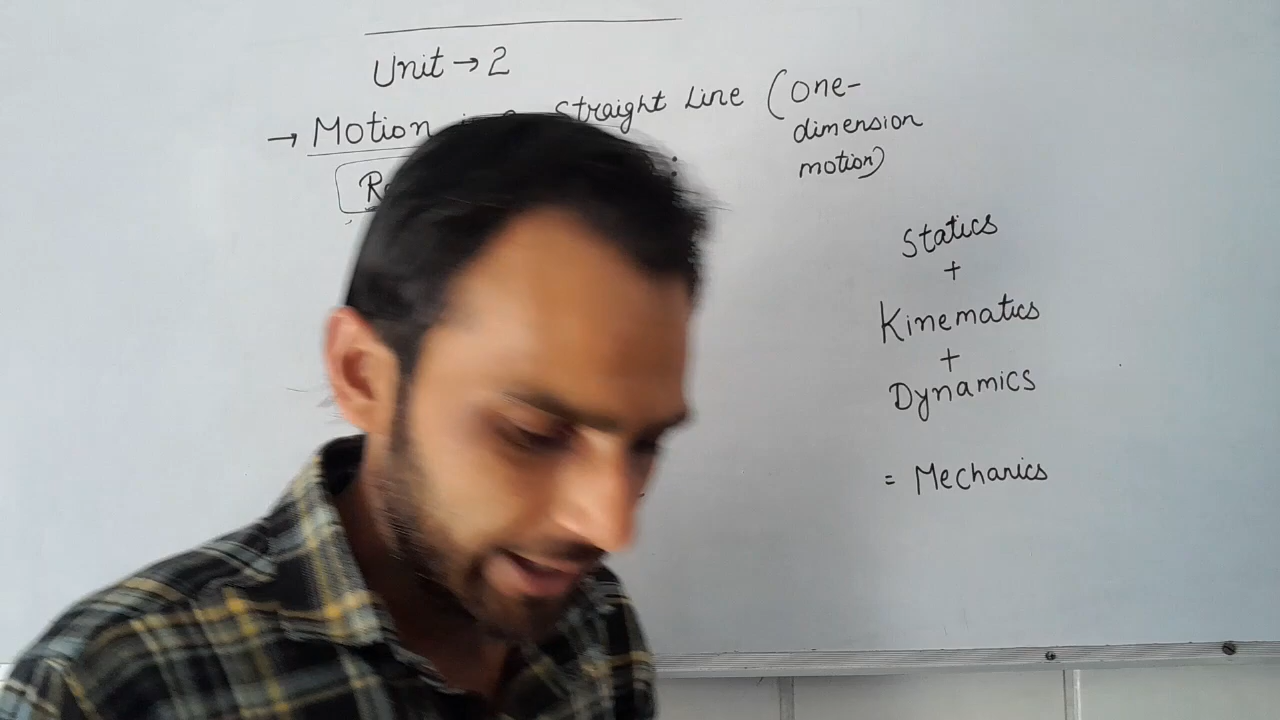 Unit → 2
→ Motion Straight Line (one-
dimension
motion)
Statics
+
Kinematics
+
Dynamics
= Mechanics